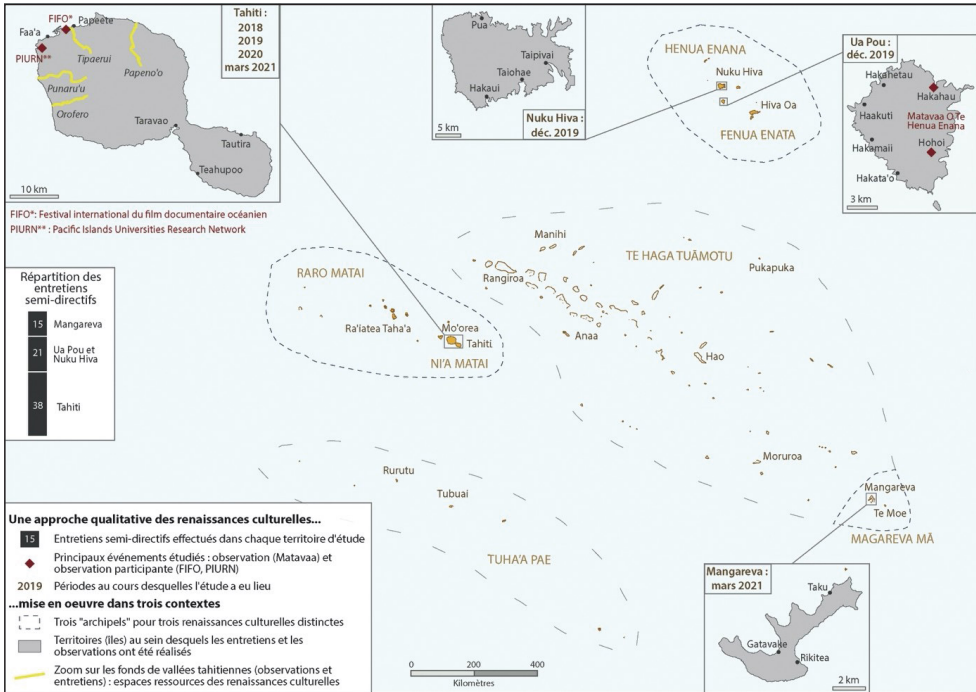 Tahiti :
2018
2019
2020
mars 2021
FIFO*
Papeete
Faa'a
PIURN**
Tipaerui
Papeno'o
Punaru'u
Orofero
Taravao
Tautira
Teahupoo
10 km
FIFO*: Festival international du film documentaire océanien
PIURN** : Pacific Islands Universities Research Network
Pua
Taipivai
Taiohae
Hakaui
5 km
Nuku Hiva :
déc. 2019
HENUA ENANA
Nuku Hiva
Hiva Oa
FENUA ENATA
Ua Pou :
déc. 2019
Hakahetau
Hakahau
Haakuti
Matavaa O Te
Henua Enana
Hohoi
Hakamaii
Hakata'o
3 km
Répartition des
entretiens
semi-directifs
15 Mangareva
21 Ua Pou et
Nuku Hiva
38 Tahiti
RARO MATAI
Ra'iatea Taha'a
Mo'orea
Tahiti
NI'A MATAI
Manihi
Rangiroa
TE HAGA TUĀMOTU
Pukapuka
Anaa
Hao
Moruroa
Mangareva
Te Moe
MAGAREVA MĀ
Rurutu
Tubuai
TUHA'A PAE
Mangareva :
mars 2021
Taku
Gatavake
Rikitea
2 km
Une approche qualitative des renaissances culturelles...
15 Entretiens semi-directifs effectués dans chaque territoire d'étude
Principaux événements étudiés : observation (Matavaa) et
observation participante (FIFO, PIURN)
2019 Périodes au cours desquelles l'étude a eu lieu
...mise en oeuvre dans trois contextes
Trois "archipels" pour trois renaissances culturelles distinctes
Territoires (îles) au sein desquels les entretiens et les
observations ont été réalisés
Zoom sur les fonds de vallées tahitiennes (observations et
entretiens) : espaces ressources des renaissances culturelles
0 200 400
Kilomètres